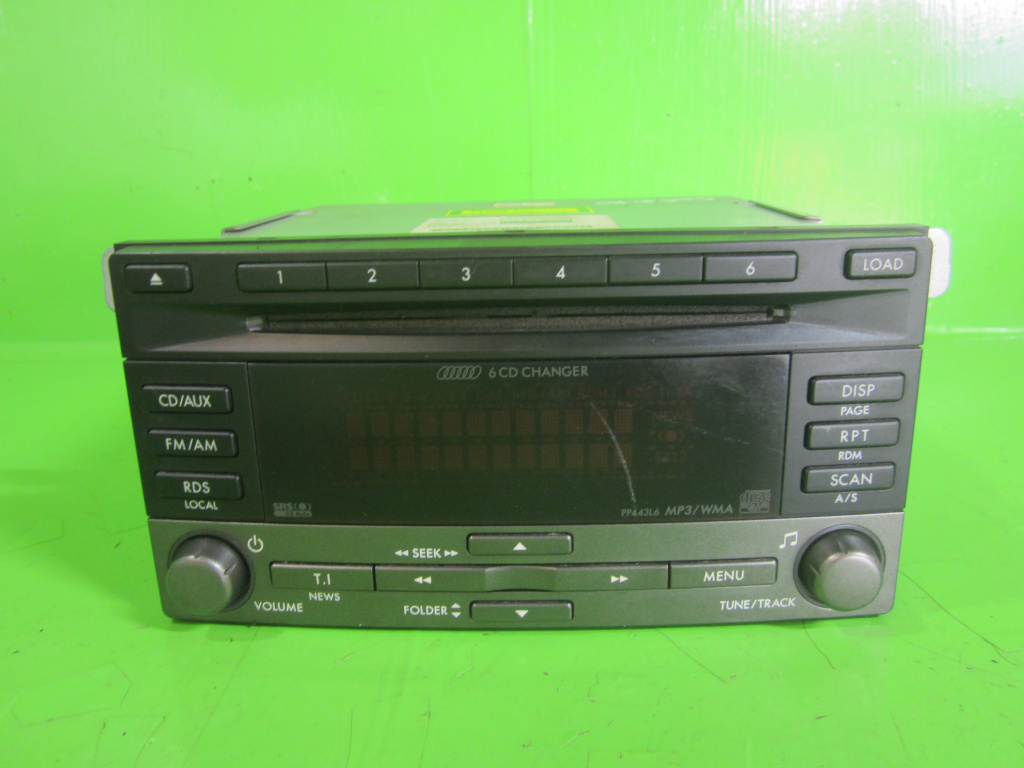 1 2 3 4 5 6 LOAD
6 CD CHANGER
CD/AUX
DISP
PAGE
FM/AM
RPT
RDM
RDS
LOCAL
SCAN
A/S
SRS
PP443L6 MP3/WMA
SEEK
T.I
NEWS
MENU
VOLUME
FOLDER
TUNE/TRACK